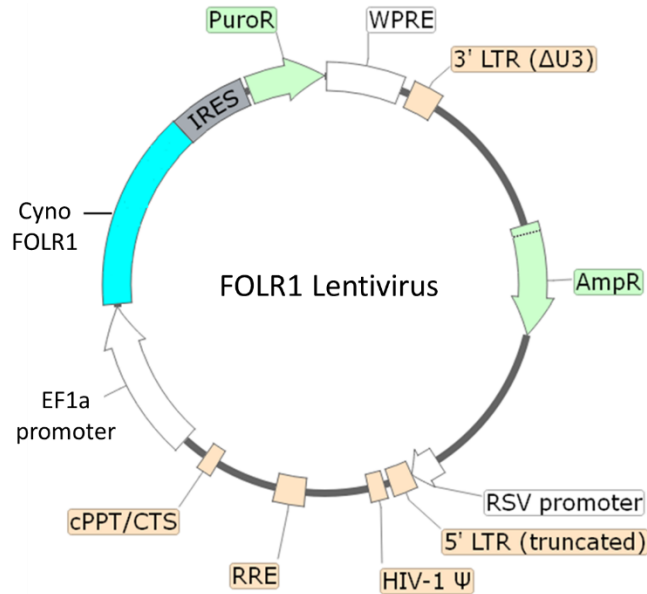 PuroR
WPRE
3' LTR (ΔU3)
IRES
Cyno
FOLR1
FOLR1 Lentivirus
AmpR
EF1a
promoter
RSV promoter
cPPT/CTS
5' LTR (truncated)
RRE
HIV-1 Ψ